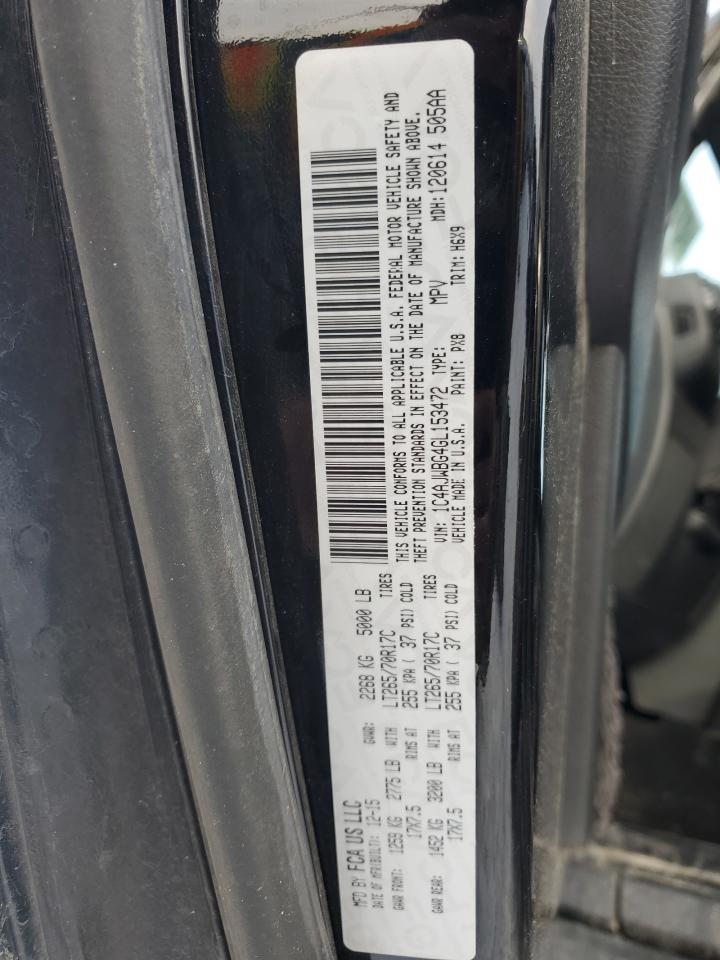 MFD BY FCA US LLC
DATE OF MFR(BUILT): 12-15 GVWR: 2268 KG 5000 LB
GAWR FRONT: 1259 KG 2775 LB WITH LT265/70R17C TIRES
17X7.5 RIMS AT 255 KPA ( 37 PSI) COLD
GAWR REAR: 1452 KG 3200 LB WITH LT265/70R17C TIRES
17X7.5 RIMS AT 255 KPA ( 37 PSI) COLD
THIS VEHICLE CONFORMS TO ALL APPLICABLE U.S.A. FEDERAL MOTOR VEHICLE SAFETY AND
THEFT PREVENTION STANDARDS IN EFFECT ON THE DATE OF MANUFACTURE SHOWN ABOVE.
VIN: 1C4AJWBG4GL153472 TYPE: MPV MDH:120614 505AA
VEHICLE MADE IN U.S.A. PAINT: PX8 TRIM: H6X9